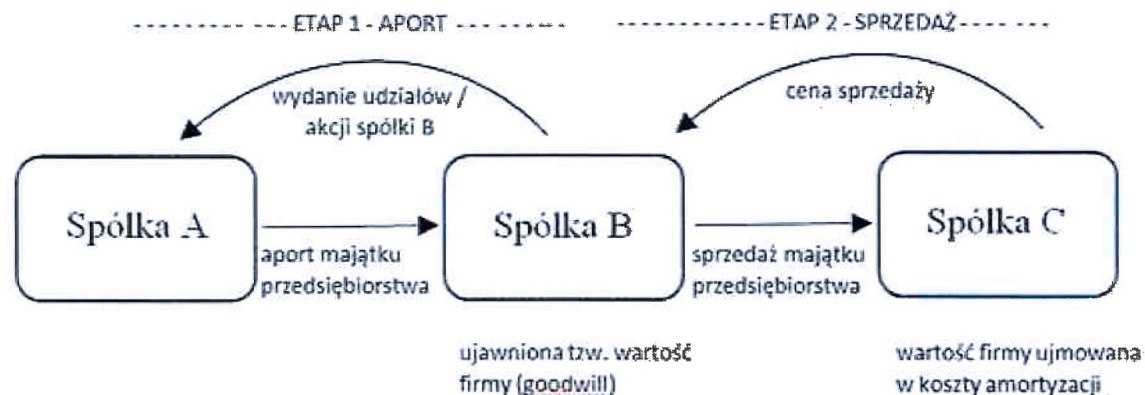 ETAP 1 - APORT
ETAP 2 - SPRZEDAŻ
wydanie udziałów /
akcji spółki B
cena sprzedaży
Spółka A
Spółka B
Spółka C
aport majątku
przedsiębiorstwa
sprzedaż majątku
przedsiębiorstwa
ujawniona tzw. wartość
firmy (goodwill)
wartość firmy ujmowana
w koszty amortyzacji